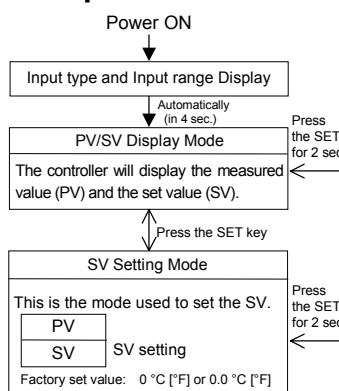 Power ON
Input type and Input range Display
Automatically
(in 4 sec.)
Press
the SET
for 2 sec
PV/SV Display Mode
The controller will display the measured
value (PV) and the set value (SV).
Press the SET key
SV Setting Mode
Press
the SET
for 2 sec
This is the mode used to set the SV.
PV
SV SV setting
Factory set value: 0 °C [°F] or 0.0 °C [°F]